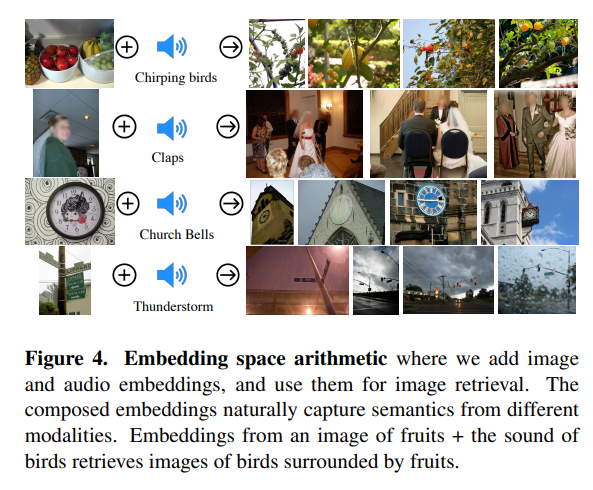 Chirping birds
Claps
Church Bells
Thunderstorm
Figure 4. Embedding space arithmetic where we add image
and audio embeddings, and use them for image retrieval. The
composed embeddings naturally capture semantics from different
modalities. Embeddings from an image of fruits + the sound of
birds retrieves images of birds surrounded by fruits.